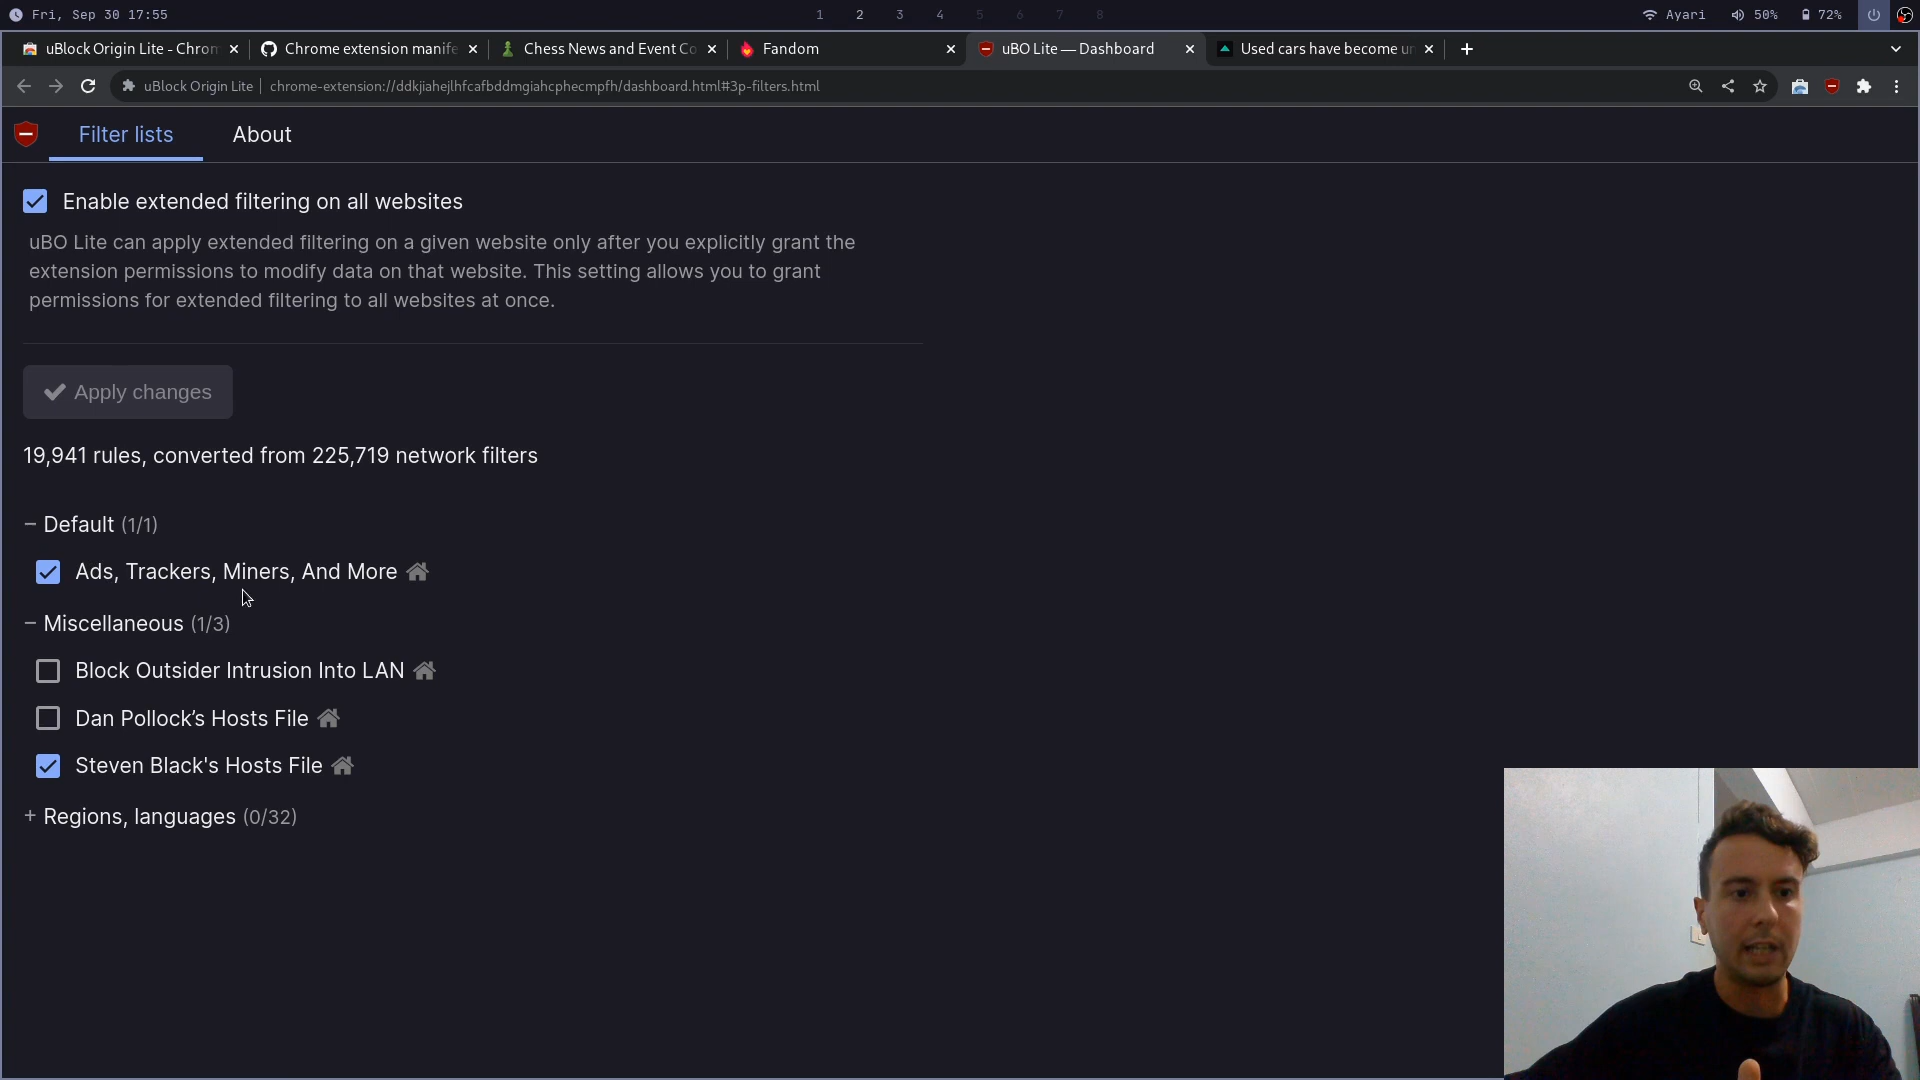 Fri, Sep 30 17:55
1 2 3 4 5 6 7 8
Ayari 50% 72%
uBlock Origin Lite - Chrom
Chrome extension manife
Chess News and Event Co
Fandom
uBO Lite — Dashboard
Used cars have become un
uBlock Origin Lite
chrome-extension://ddkjiahejlhfcafbddmgiahcphecmpfh/dashboard.html#3p-filters.html
Filter lists
About
Enable extended filtering on all websites
uBO Lite can apply extended filtering on a given website only after you explicitly grant the
extension permissions to modify data on that website. This setting allows you to grant
permissions for extended filtering to all websites at once.
Apply changes
19,941 rules, converted from 225,719 network filters
Default (1/1)
Ads, Trackers, Miners, And More
Miscellaneous (1/3)
Block Outsider Intrusion Into LAN
Dan Pollock’s Hosts File
Steven Black's Hosts File
Regions, languages (0/32)